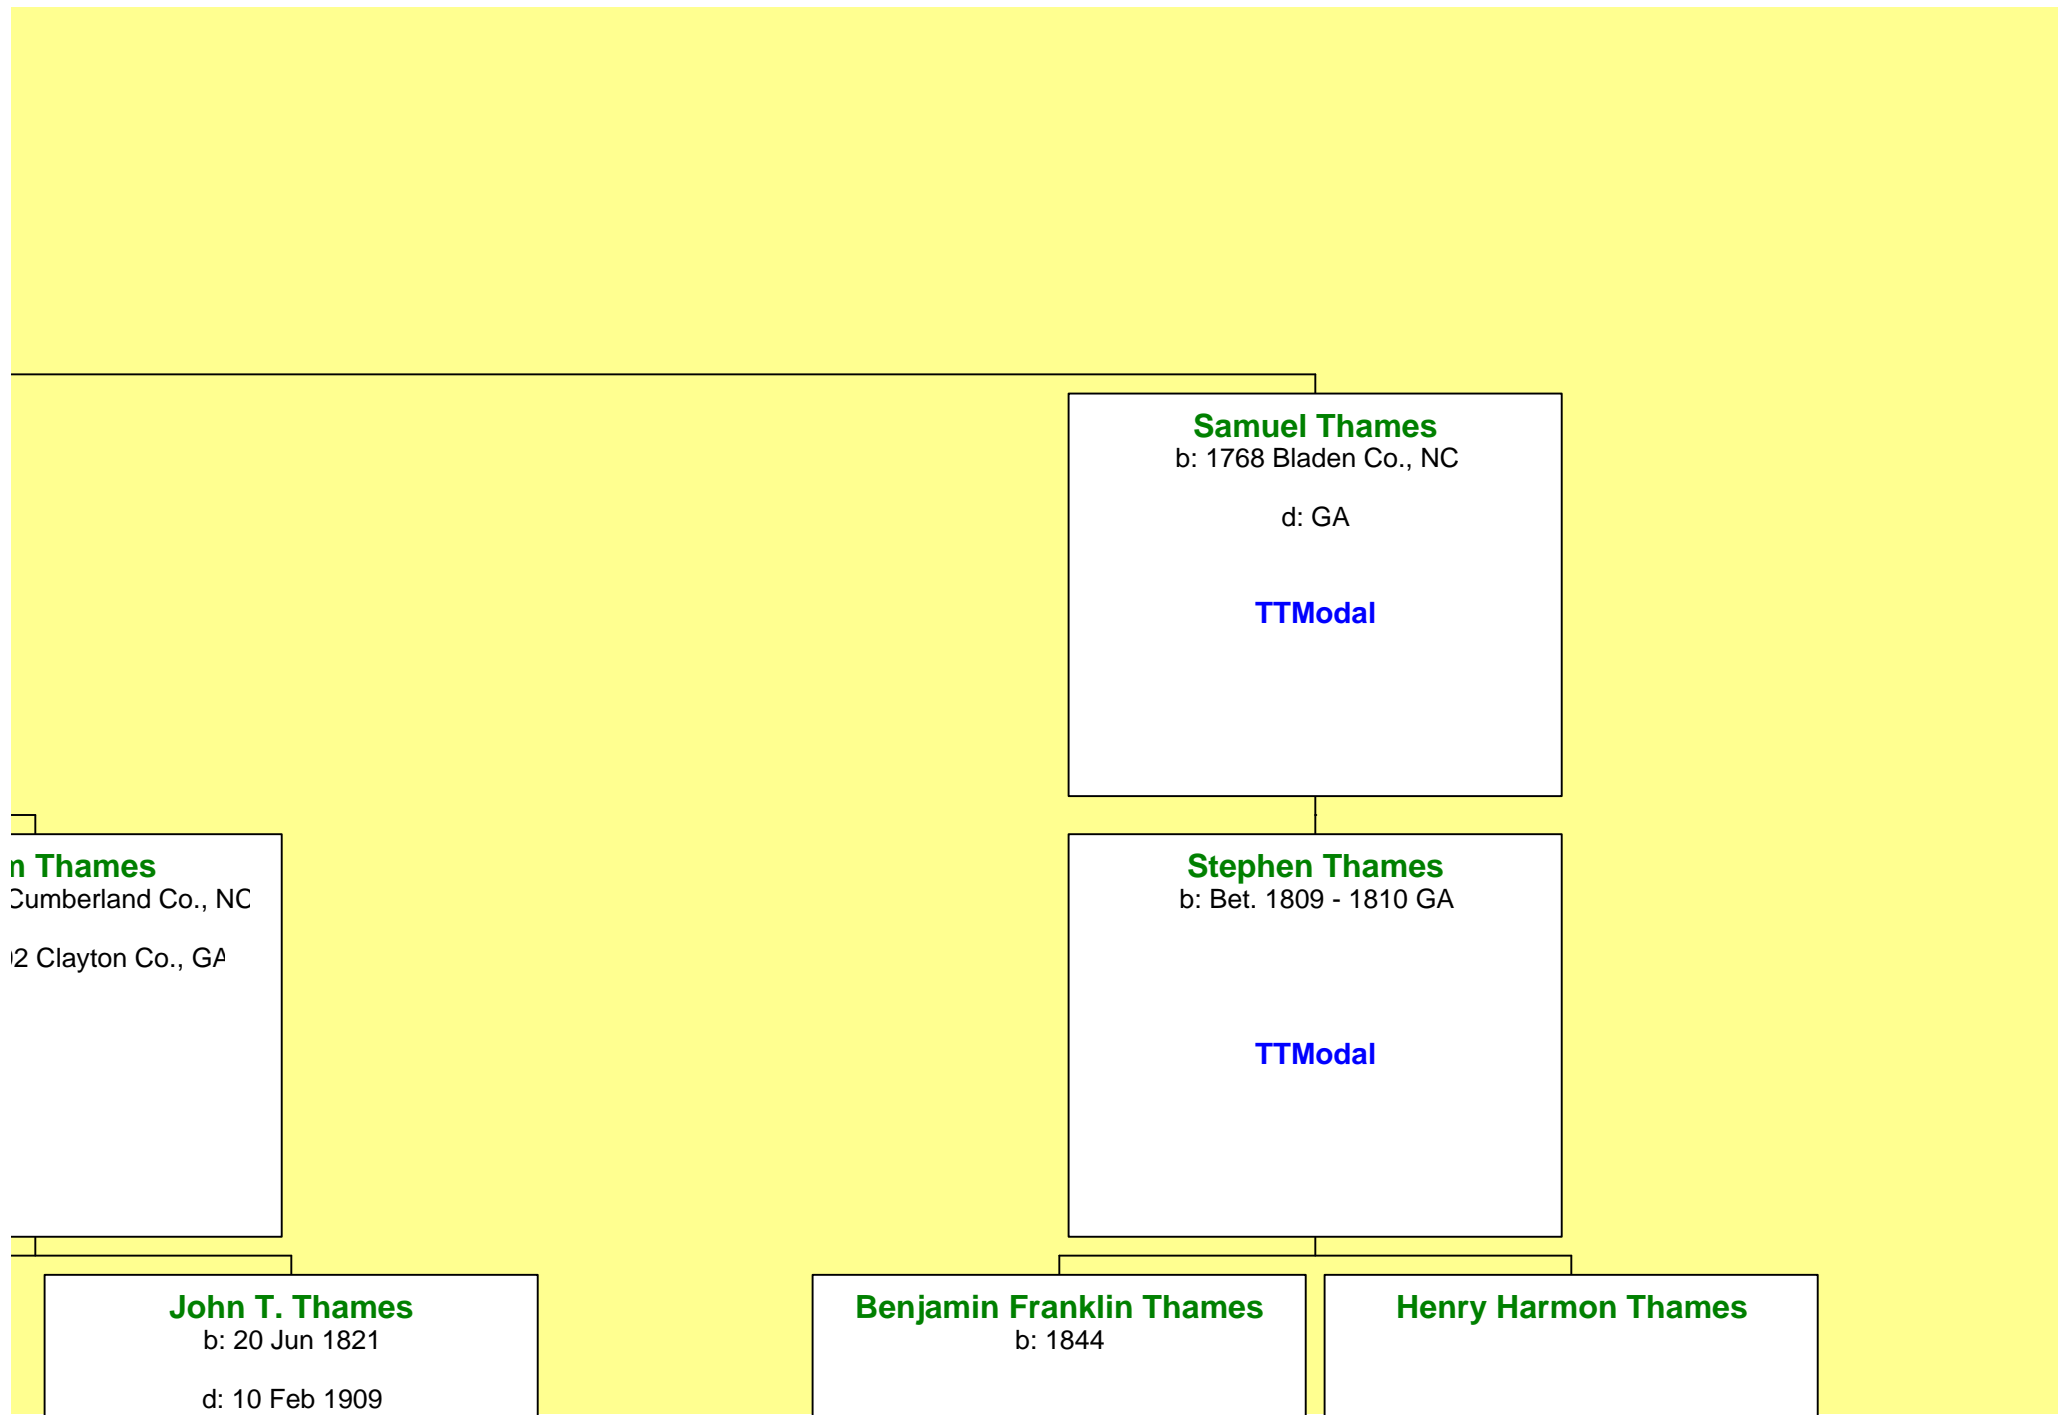 Samuel Thames
b: 1768 Bladen Co., NC
d: GA
TTModal
Thames
Cumberland Co., NC
2 Clayton Co., GA
Stephen Thames
b: Bet. 1809 - 1810 GA
TTModal
John T. Thames
b: 20 Jun 1821
d: 10 Feb 1909
Benjamin Franklin Thames
b: 1844
Henry Harmon Thames